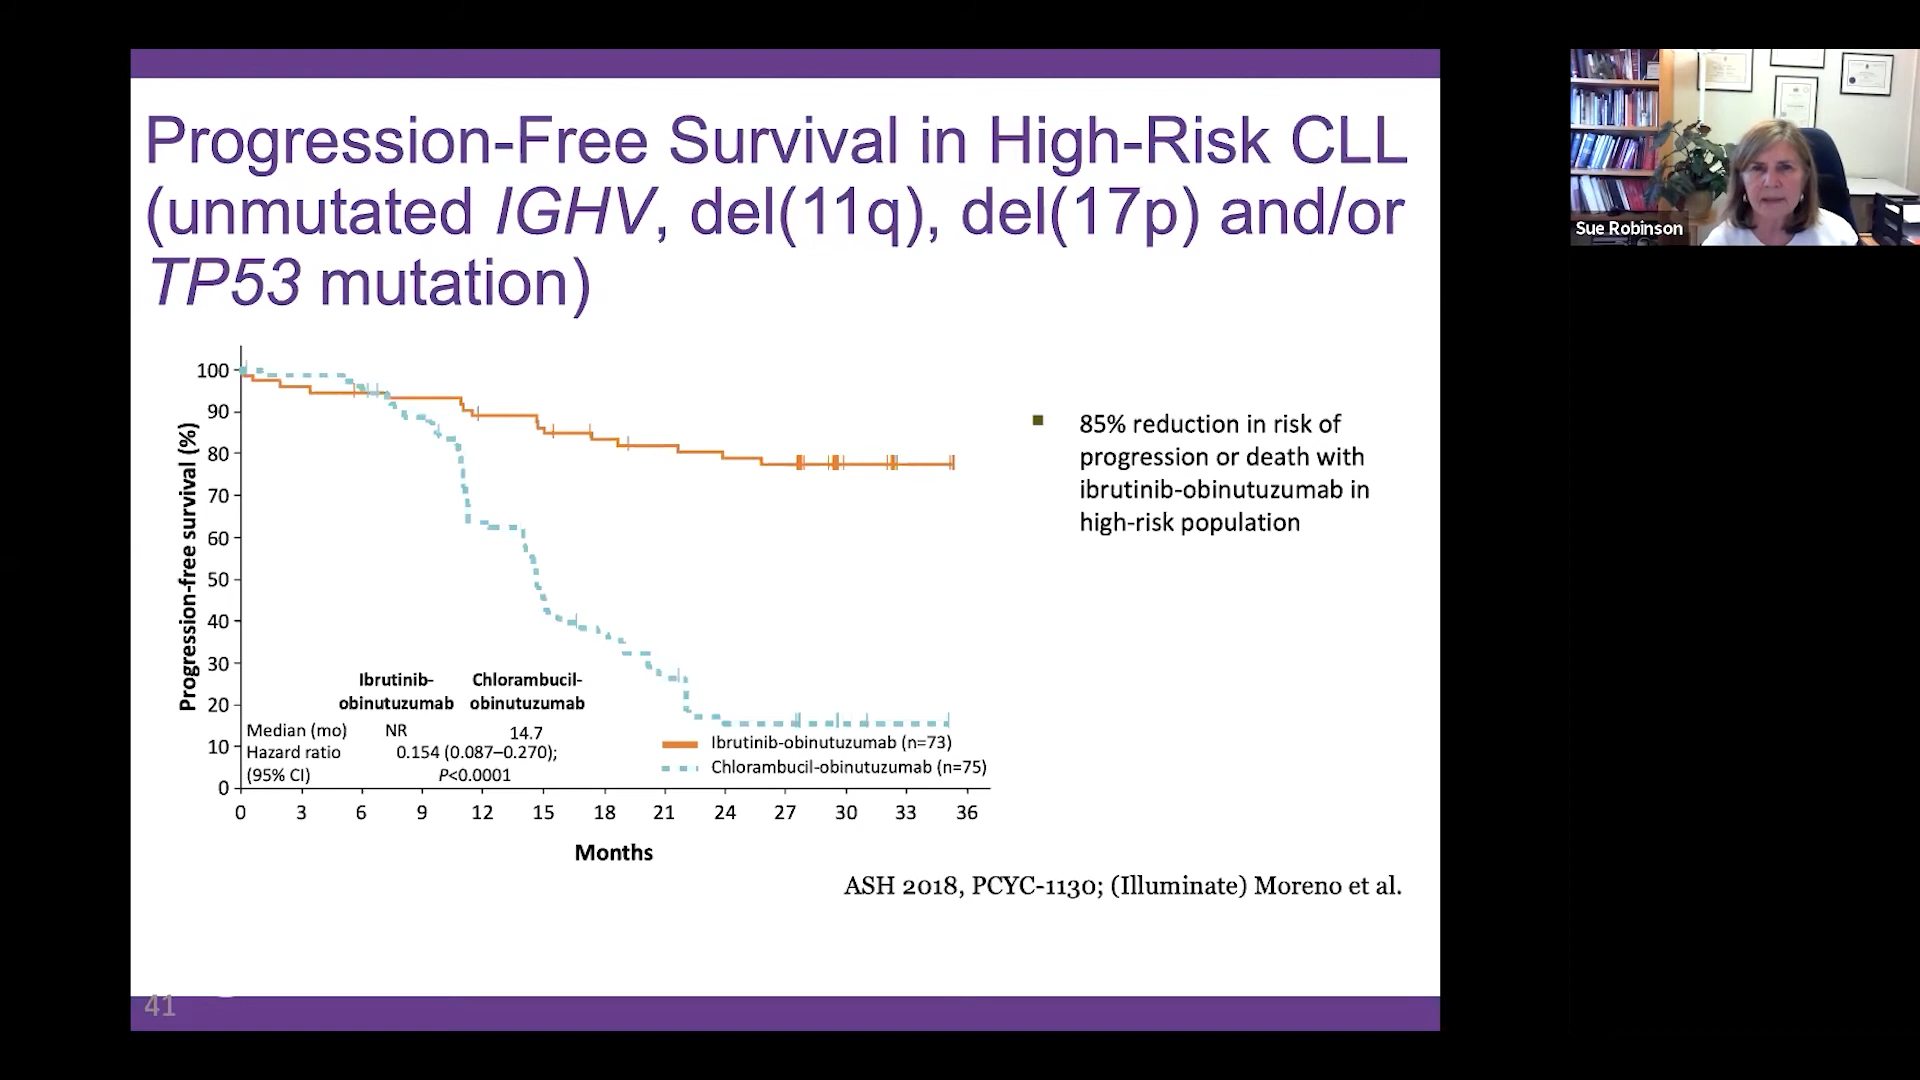 Progression-Free Survival in High-Risk CLL
(unmutated IGHV, del(11q), del(17p) and/or
TP53 mutation)
Sue Robinson
Progression-free survival (%)
100
90
80
70
60
50
40
30
20
10
0
85% reduction in risk of
progression or death with
ibrutinib-obinutuzumab in
high-risk population
Ibrutinib-
obinutuzumab
Chlorambucil-
obinutuzumab
Median (mo) NR 14.7
Hazard ratio 0.154 (0.087–0.270);
(95% CI) P<0.0001
Ibrutinib-obinutuzumab (n=73)
Chlorambucil-obinutuzumab (n=75)
0 3 6 9 12 15 18 21 24 27 30 33 36
Months
ASH 2018, PCYC-1130; (Illuminate) Moreno et al.
41